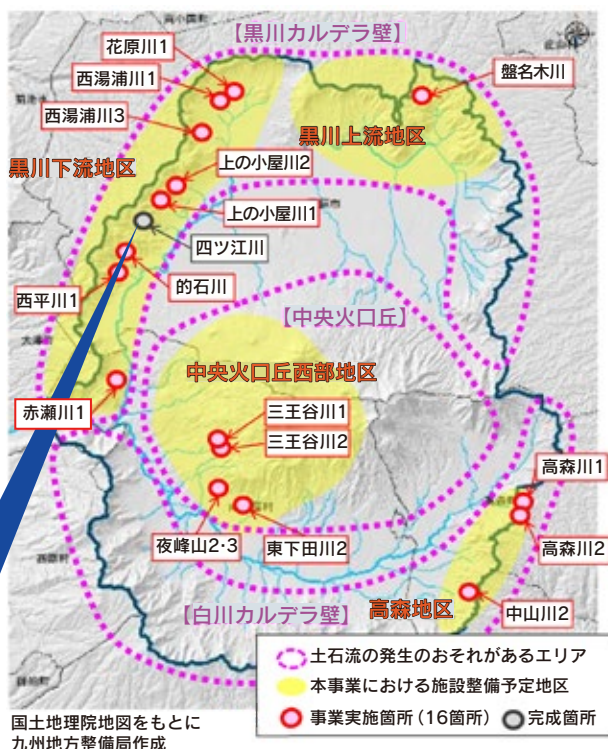 【黒川カルデラ壁】
花原川1
西湯浦川1
盤名木川
西湯浦川3
黒川上流地区
黒川下流地区
上の小屋川2
上の小屋川1
四ツ江川
的石川
西平川1
【中央火口丘】
中央火口丘西部地区
赤瀬川1
三王谷川1
三王谷川2
高森川1
夜峰山2・3
東下田川2
高森川2
【白川カルデラ壁】
高森地区
中山川2
土石流の発生のおそれがあるエリア
本事業における施設整備予定地区
事業実施箇所(16箇所)
完成箇所
国土地理院地図をもとに
九州地方整備局作成